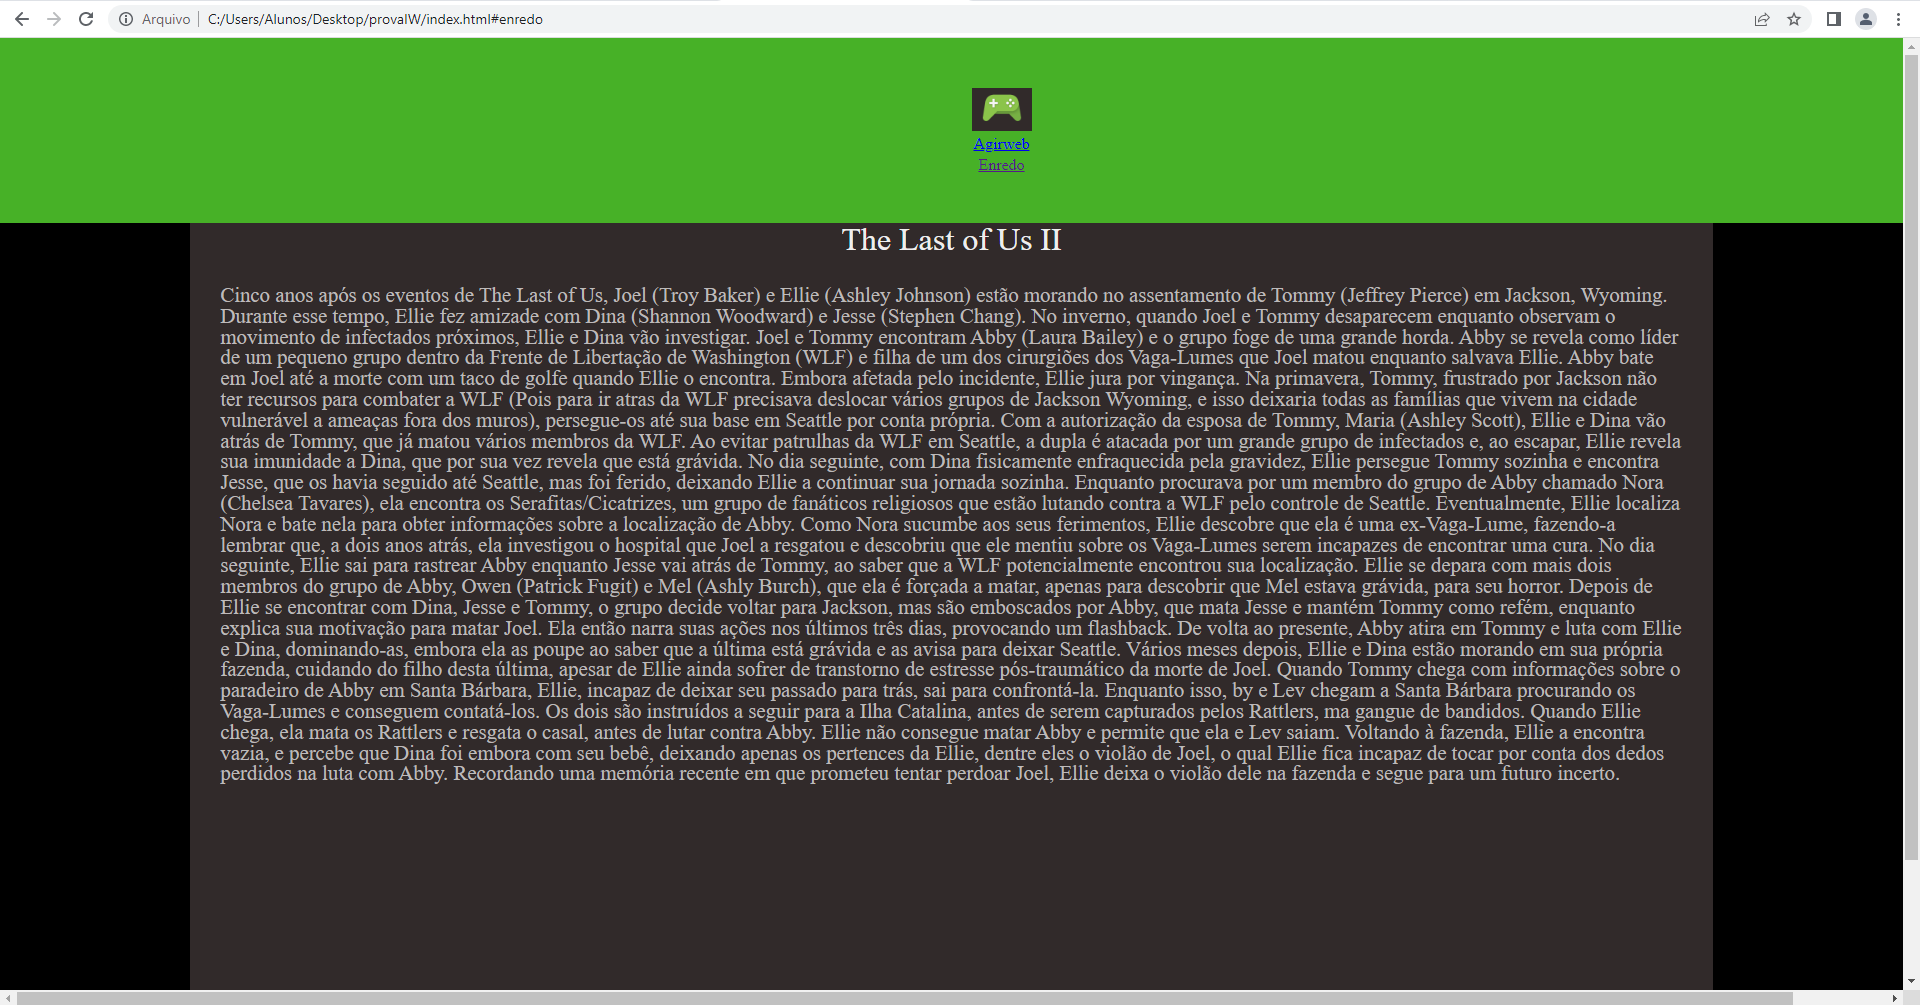 Arquivo | C:/Users/Alunos/Desktop/provaIW/index.html#enredo
Agirweb
Enredo
The Last of Us II
Cinco anos após os eventos de The Last of Us, Joel (Troy Baker) e Ellie (Ashley Johnson) estão morando no assentamento de Tommy (Jeffrey Pierce) em Jackson, Wyoming.
Durante esse tempo, Ellie fez amizade com Dina (Shannon Woodward) e Jesse (Stephen Chang). No inverno, quando Joel e Tommy desaparecem enquanto observam o
movimento de infectados próximos, Ellie e Dina vão investigar. Joel e Tommy encontram Abby (Laura Bailey) e o grupo foge de uma grande horda. Abby se revela como líder
de um pequeno grupo dentro da Frente de Libertação de Washington (WLF) e filha de um dos cirurgiões dos Vaga-Lumes que Joel matou enquanto salvava Ellie. Abby bate
em Joel até a morte com um taco de golfe quando Ellie o encontra. Embora afetada pelo incidente, Ellie jura por vingança. Na primavera, Tommy, frustrado por Jackson não
ter recursos para combater a WLF (Pois para ir atras da WLF precisava deslocar vários grupos de Jackson Wyoming, e isso deixaria todas as famílias que vivem na cidade
vulnerável a ameaças fora dos muros), persegue-os até sua base em Seattle por conta própria. Com a autorização da esposa de Tommy, Maria (Ashley Scott), Ellie e Dina vão
atrás de Tommy, que já matou vários membros da WLF. Ao evitar patrulhas da WLF em Seattle, a dupla é atacada por um grande grupo de infectados e, ao escapar, Ellie revela
sua imunidade a Dina, que por sua vez revela que está grávida. No dia seguinte, com Dina fisicamente enfraquecida pela gravidez, Ellie persegue Tommy sozinha e encontra
Jesse, que os havia seguido até Seattle, mas foi ferido, deixando Ellie a continuar sua jornada sozinha. Enquanto procurava por um membro do grupo de Abby chamado Nora
(Chelsea Tavares), ela encontra os Serafitas/Cicatrizes, um grupo de fanáticos religiosos que estão lutando contra a WLF pelo controle de Seattle. Eventualmente, Ellie localiza
Nora e bate nela para obter informações sobre a localização de Abby. Como Nora sucumbe aos seus ferimentos, Ellie descobre que ela é uma ex-Vaga-Lume, fazendo-a
lembrar que, a dois anos atrás, ela investigou o hospital que Joel a resgatou e descobriu que ele mentiu sobre os Vaga-Lumes serem incapazes de encontrar uma cura. No dia
seguinte, Ellie sai para rastrear Abby enquanto Jesse vai atrás de Tommy, ao saber que a WLF potencialmente encontrou sua localização. Ellie se depara com mais dois
membros do grupo de Abby, Owen (Patrick Fugit) e Mel (Ashly Burch), que ela é forçada a matar, apenas para descobrir que Mel estava grávida, para seu horror. Depois de
Ellie se encontrar com Dina, Jesse e Tommy, o grupo decide voltar para Jackson, mas são emboscados por Abby, que mata Jesse e mantém Tommy como refém, enquanto
explica sua motivação para matar Joel. Ela então narra suas ações nos últimos três dias, provocando um flashback. De volta ao presente, Abby atira em Tommy e luta com Ellie
e Dina, dominando-as, embora ela as poupe ao saber que a última está grávida e as avisa para deixar Seattle. Vários meses depois, Ellie e Dina estão morando em sua própria
fazenda, cuidando do filho desta última, apesar de Ellie ainda sofrer de transtorno de estresse pós-traumático da morte de Joel. Quando Tommy chega com informações sobre o
paradeiro de Abby em Santa Bárbara, Ellie, incapaz de deixar seu passado para trás, sai para confrontá-la. Enquanto isso, by e Lev chegam a Santa Bárbara procurando os
Vaga-Lumes e conseguem contatá-los. Os dois são instruídos a seguir para a Ilha Catalina, antes de serem capturados pelos Rattlers, ma gangue de bandidos. Quando Ellie
chega, ela mata os Rattlers e resgata o casal, antes de lutar contra Abby. Ellie não consegue matar Abby e permite que ela e Lev saiam. Voltando à fazenda, Ellie a encontra
vazia, e percebe que Dina foi embora com seu bebê, deixando apenas os pertences da Ellie, dentre eles o violão de Joel, o qual Ellie fica incapaz de tocar por conta dos dedos
perdidos na luta com Abby. Recordando uma memória recente em que prometeu tentar perdoar Joel, Ellie deixa o violão dele na fazenda e segue para um futuro incerto.